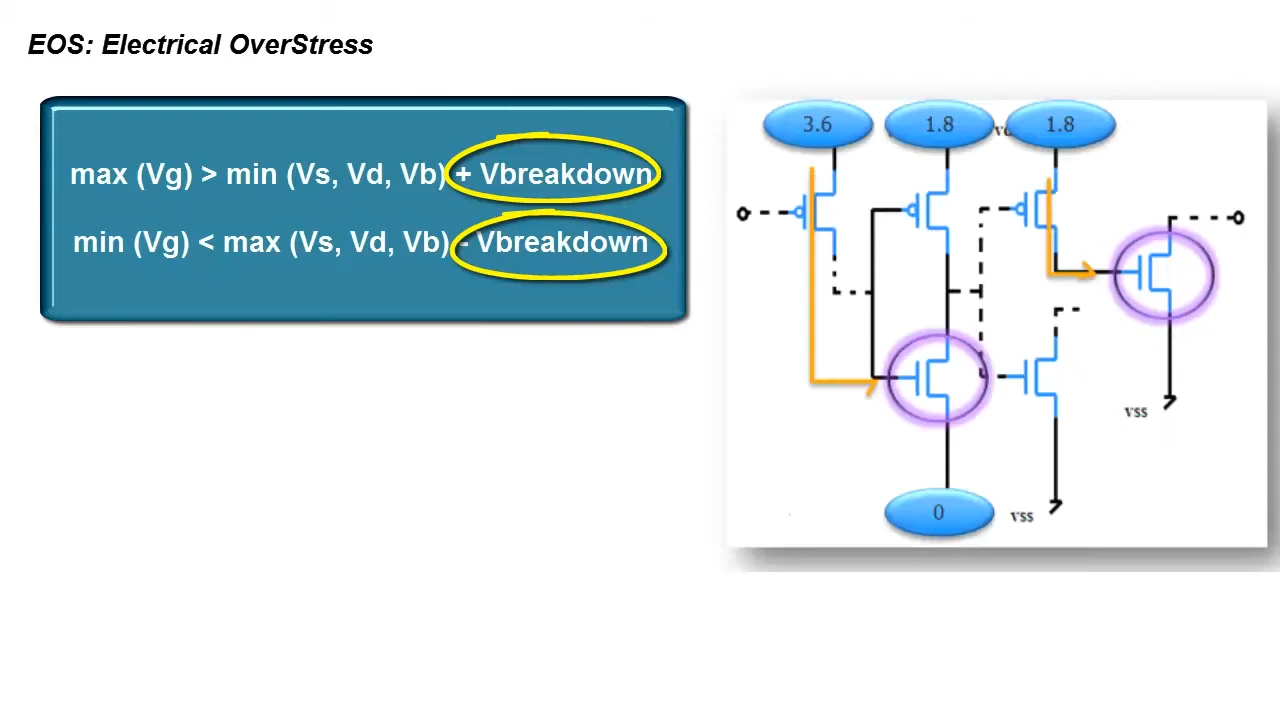 EOS: Electrical OverStress
max (Vg) > min (Vs, Vd, Vb) + Vbreakdown
min (Vg) < max (Vs, Vd, Vb) - Vbreakdown
3.6
1.8
1.8
vss
0
vss